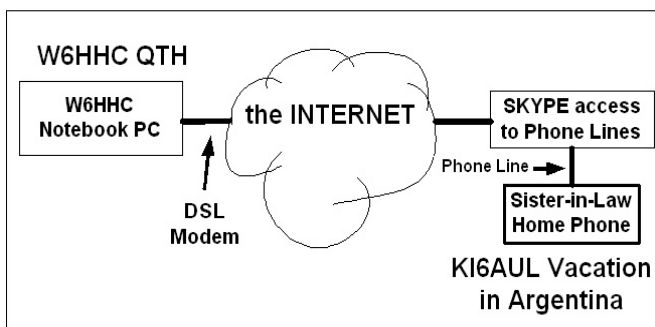 W6HHC QTH
W6HHC
Notebook PC
the INTERNET
SKYPE access
to Phone Lines
Phone Line
DSL
Modem
Sister-in-Law
Home Phone
KI6AUL Vacation
in Argentina